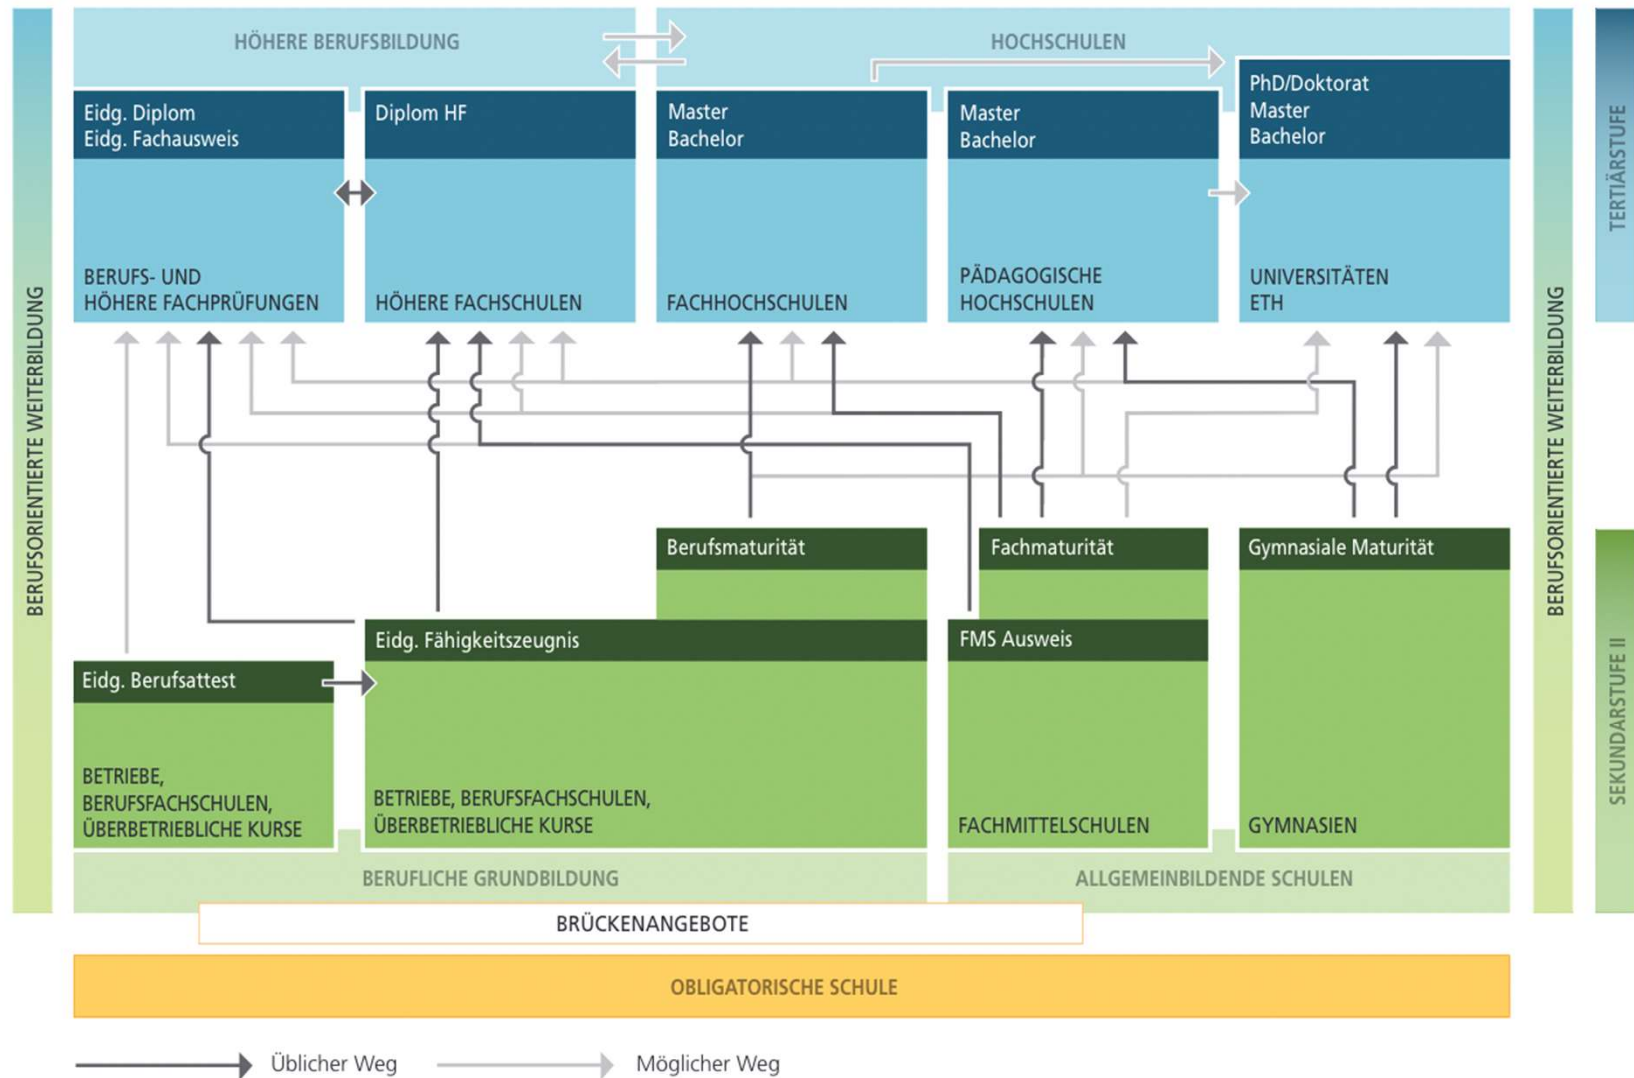 HÖHERE BERUFSBILDUNG
HOCHSCHULEN
Eidg. Diplom
Eidg. Fachausweis
Diplom HF
Master
Bachelor
Master
Bachelor
PhD/Doktorat
Master
Bachelor
BERUFS- UND
HÖHERE FACHPRÜFUNGEN
HÖHERE FACHSCHULEN
FACHHOCHSCHULEN
PÄDAGOGISCHE
HOCHSCHULEN
UNIVERSITÄTEN
ETH
BERUFSORIENTIERTE WEITERBILDUNG
BERUFSORIENTIERTE WEITERBILDUNG
TERTIÄRSTUFE
SEKUNDARSTUFE II
Berufsmaturität
Fachmaturität
Gymnasiale Maturität
Eidg. Fähigkeitszeugnis
FMS Ausweis
Eidg. Berufsattest
BETRIEBE,
BERUFSFACHSCHULEN,
ÜBERBETRIEBLICHE KURSE
BETRIEBE, BERUFSFACHSCHULEN,
ÜBERBETRIEBLICHE KURSE
FACHMITTELSCHULEN
GYMNASIEN
BERUFLICHE GRUNDBILDUNG
ALLGEMEINBILDENDE SCHULEN
BRÜCKENANGEBOTE
OBLIGATORISCHE SCHULE
Üblicher Weg
Möglicher Weg